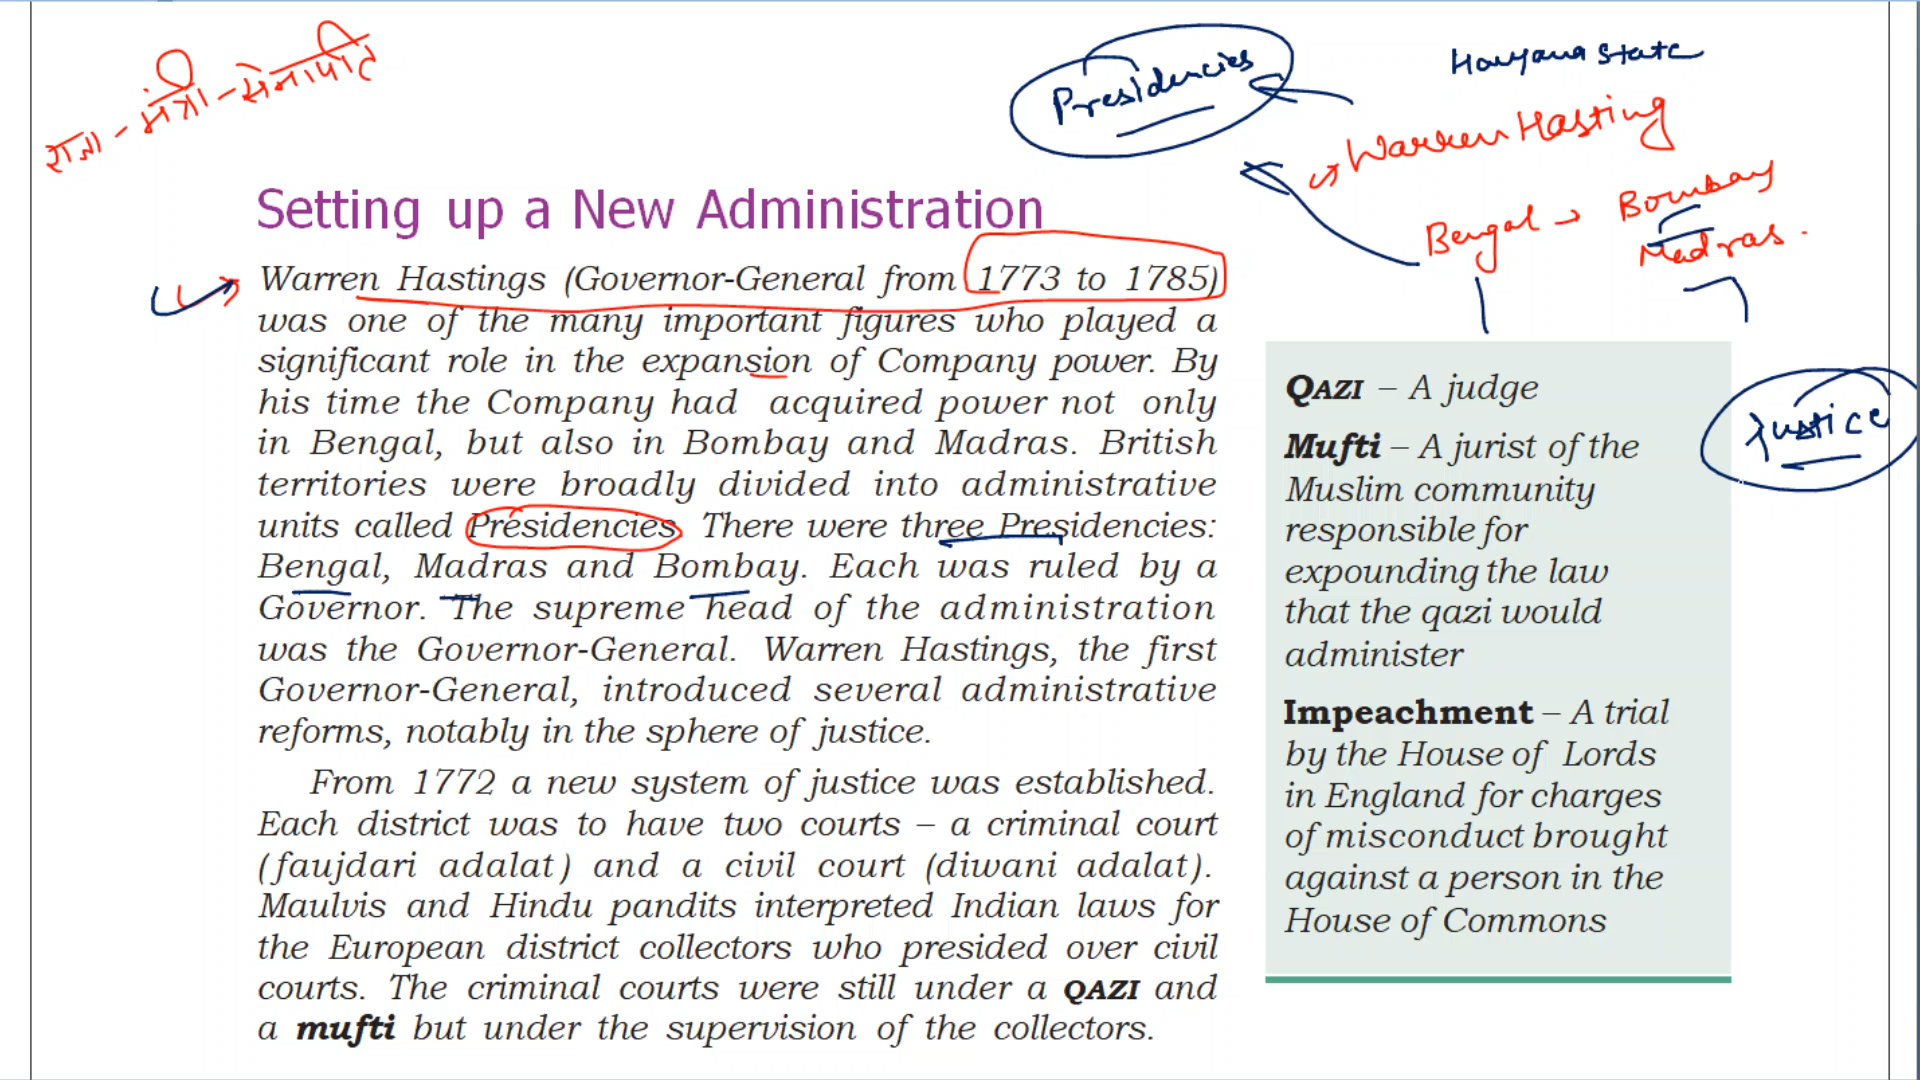 राजा - मंत्री - सेनापति
Presidencies
Haryana State
Warren Hasting
Bengal → Bombay
Madras.
Setting up a New Administration
Warren Hastings (Governor-General from 1773 to 1785)
was one of the many important figures who played a
significant role in the expansion of Company power. By
his time the Company had acquired power not only
in Bengal, but also in Bombay and Madras. British
territories were broadly divided into administrative
units called Presidencies. There were three Presidencies:
Bengal, Madras and Bombay. Each was ruled by a
Governor. The supreme head of the administration
was the Governor-General. Warren Hastings, the first
Governor-General, introduced several administrative
reforms, notably in the sphere of justice.
From 1772 a new system of justice was established.
Each district was to have two courts – a criminal court
(faujdari adalat) and a civil court (diwani adalat).
Maulvis and Hindu pandits interpreted Indian laws for
the European district collectors who presided over civil
courts. The criminal courts were still under a QAZI and
a mufti but under the supervision of the collectors.
QAZI – A judge
Mufti – A jurist of the
Muslim community
responsible for
expounding the law
that the qazi would
administer
Impeachment – A trial
by the House of Lords
in England for charges
of misconduct brought
against a person in the
House of Commons
Justice